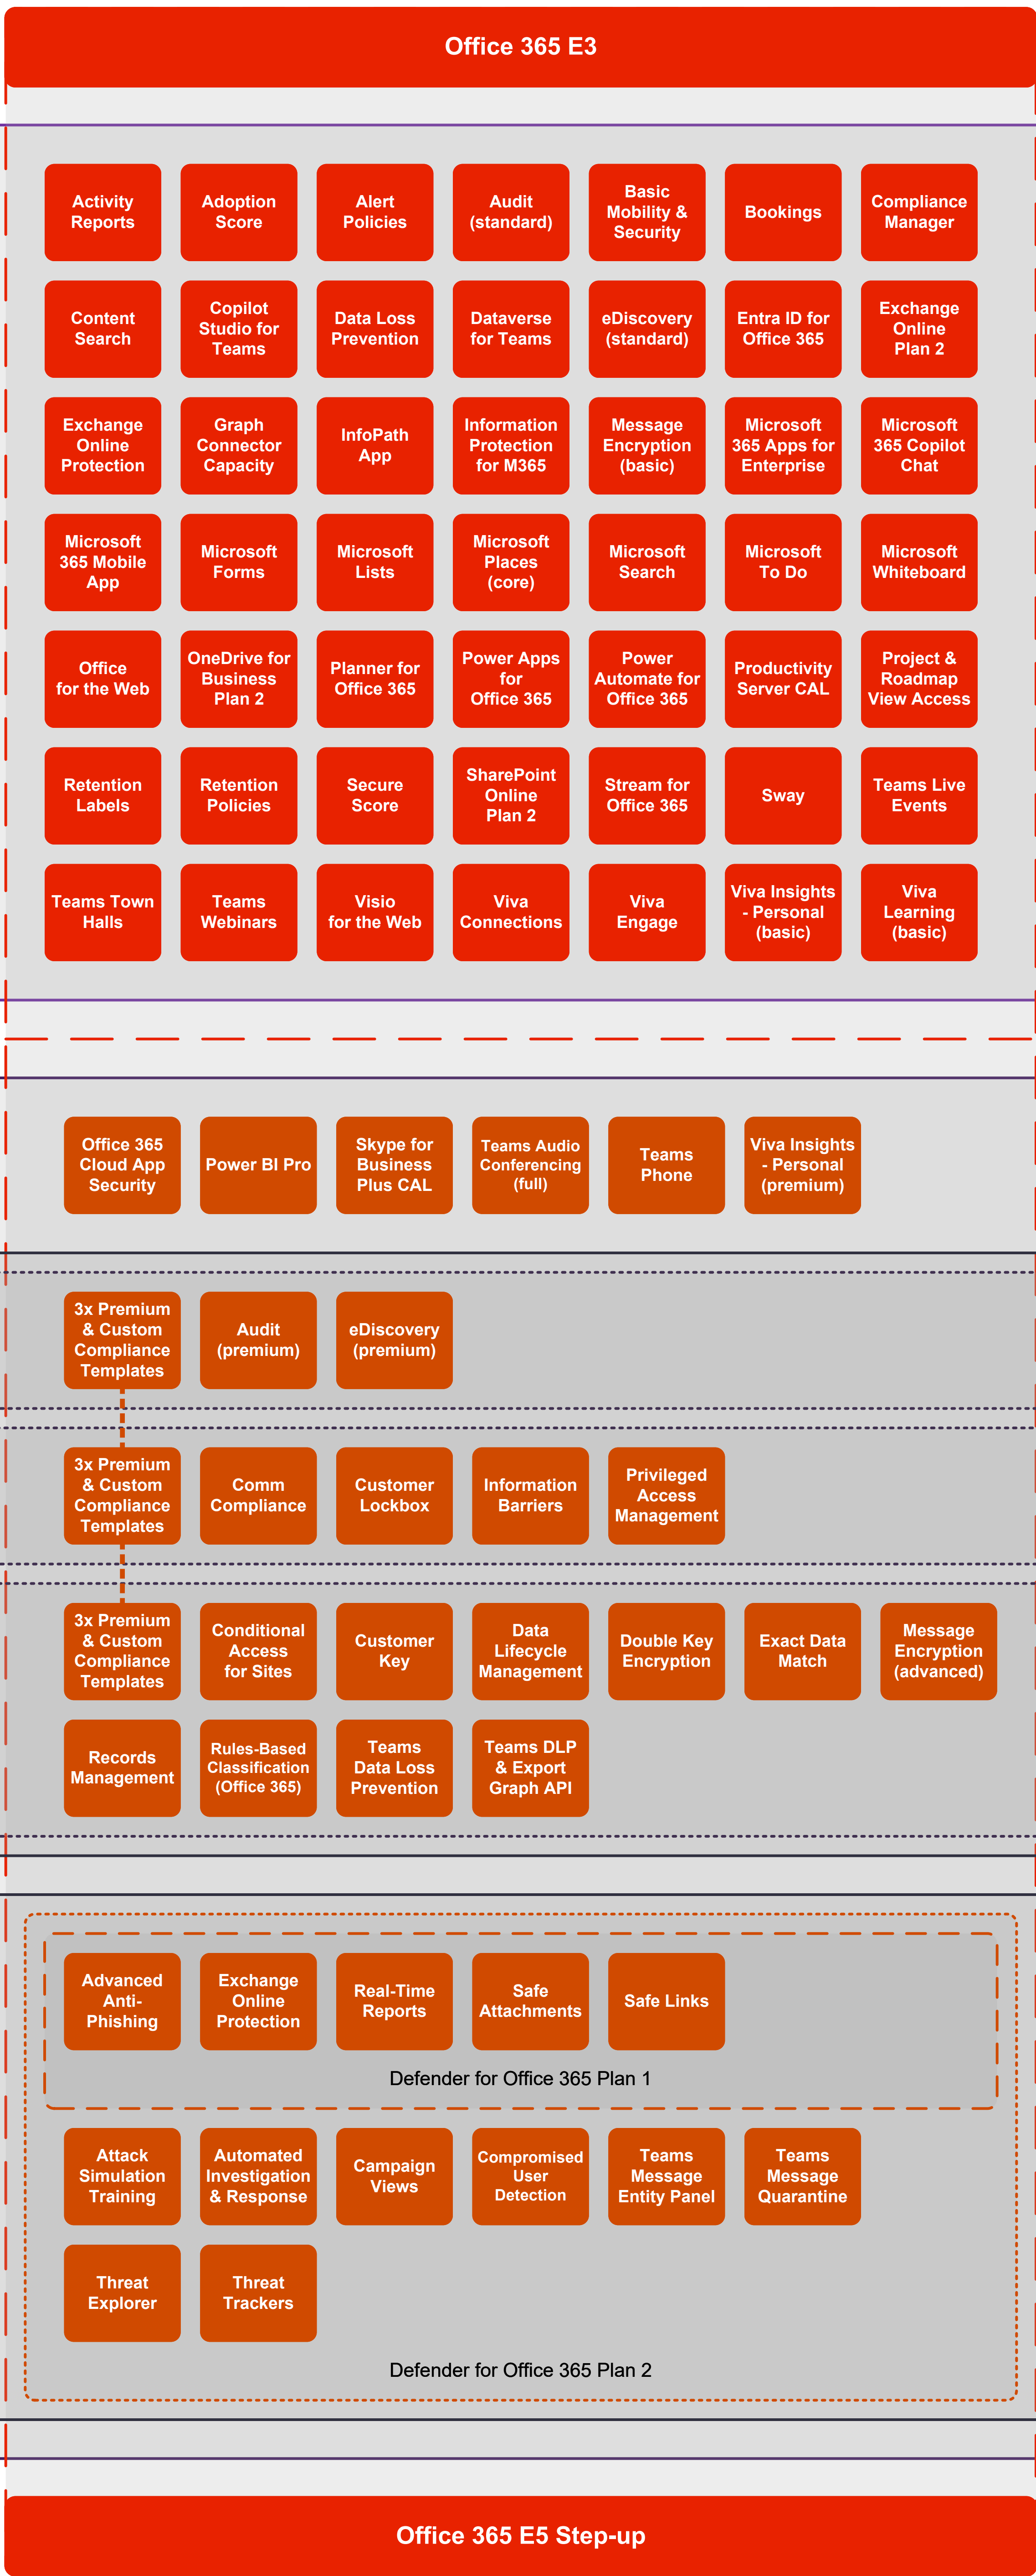 Office 365 E3
Activity
Reports
Adoption
Score
Alert
Policies
Audit
(standard)
Basic
Mobility &
Security
Bookings
Compliance
Manager
Content
Search
Copilot
Studio for
Teams
Data Loss
Prevention
Dataverse
for Teams
eDiscovery
(standard)
Entra ID for
Office 365
Exchange
Online
Plan 2
Exchange
Online
Protection
Graph
Connector
Capacity
InfoPath
App
Information
Protection
for M365
Message
Encryption
(basic)
Microsoft
365 Apps for
Enterprise
Microsoft
365 Copilot
Chat
Microsoft
365 Mobile
App
Microsoft
Forms
Microsoft
Lists
Microsoft
Places
(core)
Microsoft
Search
Microsoft
To Do
Microsoft
Whiteboard
Office
for the Web
OneDrive for
Business
Plan 2
Planner for
Office 365
Power Apps
for
Office 365
Power
Automate for
Office 365
Productivity
Server CAL
Project &
Roadmap
View Access
Retention
Labels
Retention
Policies
Secure
Score
SharePoint
Online
Plan 2
Stream for
Office 365
Sway
Teams Live
Events
Teams Town
Halls
Teams
Webinars
Visio
for the Web
Viva
Connections
Viva
Engage
Viva Insights
- Personal
(basic)
Viva
Learning
(basic)
Office 365
Cloud App
Security
Power BI Pro
Skype for
Business
Plus CAL
Teams Audio
Conferencing
(full)
Teams
Phone
Viva Insights
- Personal
(premium)
3x Premium
& Custom
Compliance
Templates
Audit
(premium)
eDiscovery
(premium)
3x Premium
& Custom
Compliance
Templates
Comm
Compliance
Customer
Lockbox
Information
Barriers
Privileged
Access
Management
3x Premium
& Custom
Compliance
Templates
Conditional
Access
for Sites
Customer
Key
Data
Lifecycle
Management
Double Key
Encryption
Exact Data
Match
Message
Encryption
(advanced)
Records
Management
Rules-Based
Classification
(Office 365)
Teams
Data Loss
Prevention
Teams DLP
& Export
Graph API
Advanced
Anti-
Phishing
Exchange
Online
Protection
Real-Time
Reports
Safe
Attachments
Safe Links
Defender for Office 365 Plan 1
Attack
Simulation
Training
Automated
Investigation
& Response
Campaign
Views
Compromised
User
Detection
Teams
Message
Entity Panel
Teams
Message
Quarantine
Threat
Explorer
Threat
Trackers
Defender for Office 365 Plan 2
Office 365 E5 Step-up